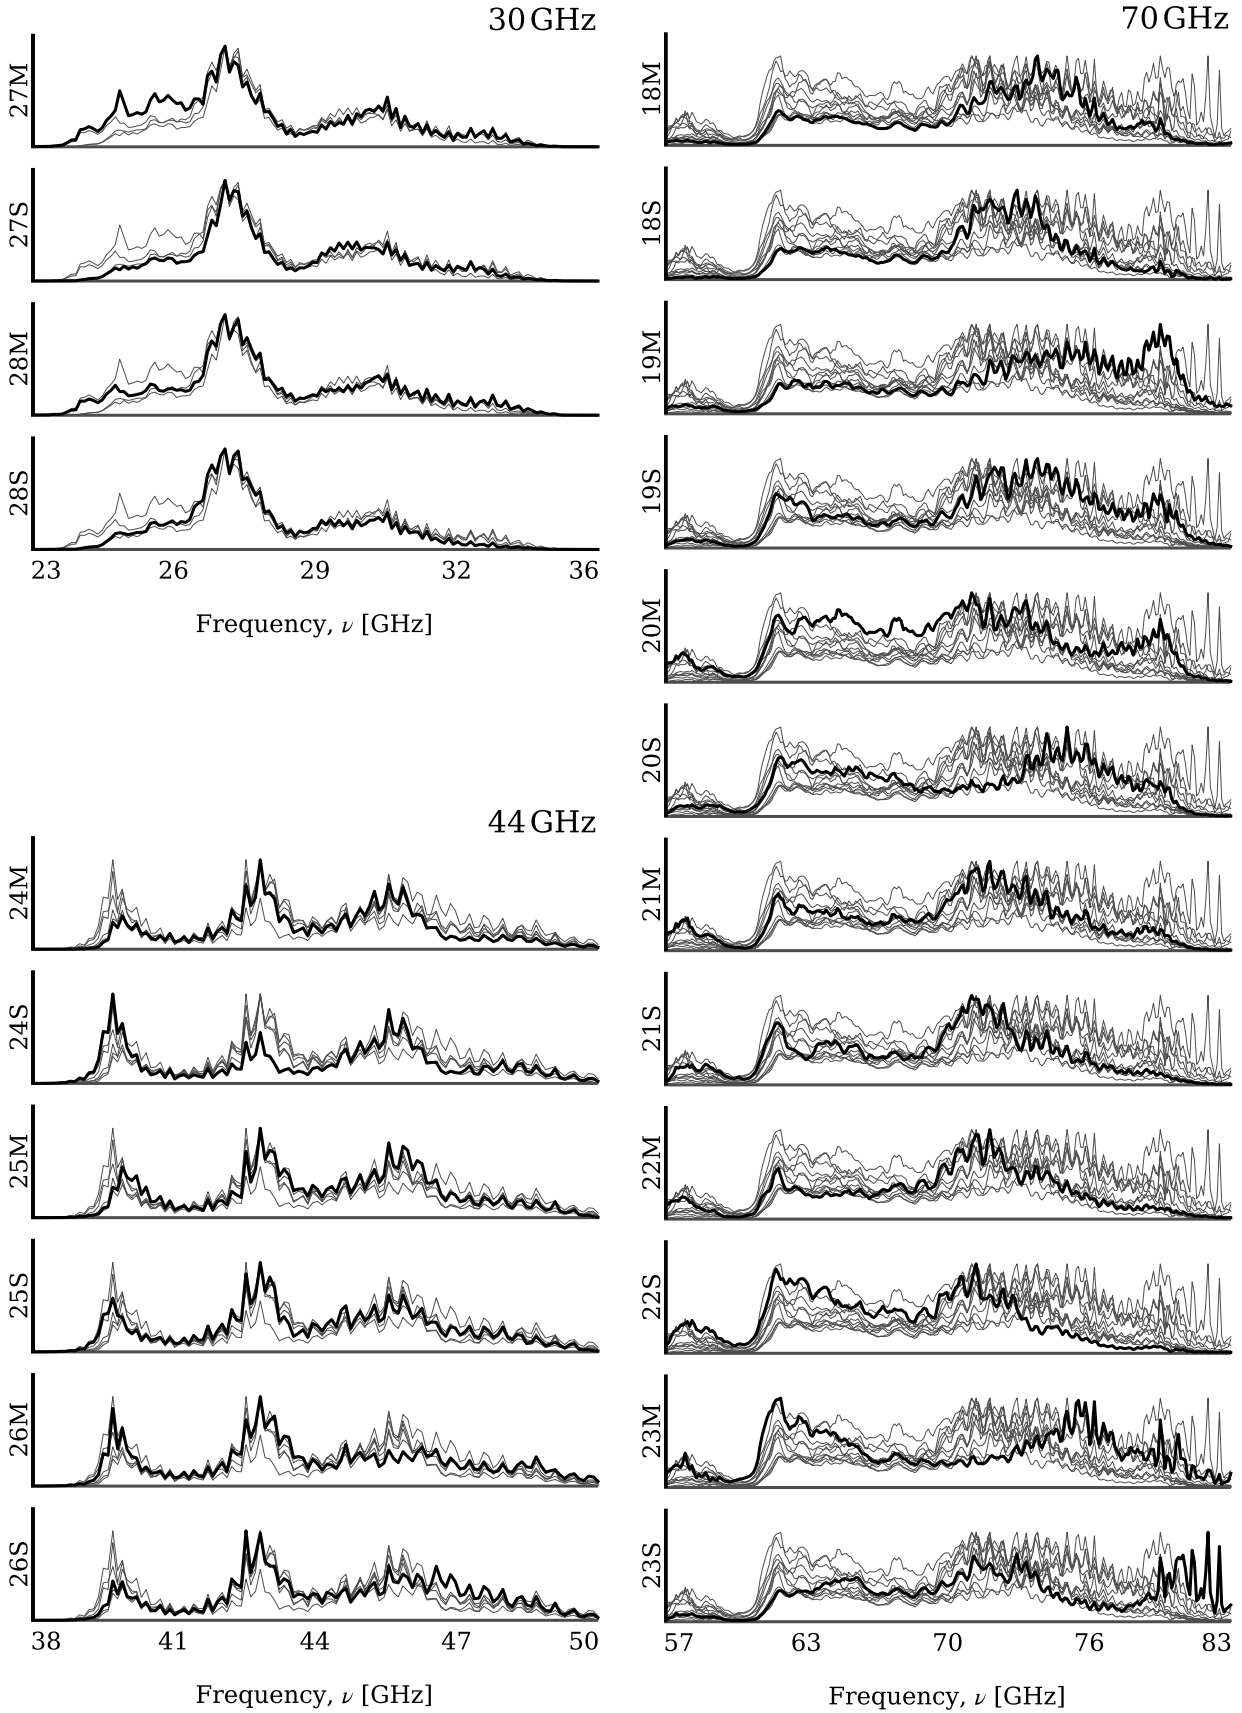 30 GHz
27M
27S
28M
28S
23 26 29 32 36
Frequency, ν [GHz]
44 GHz
24M
24S
25M
25S
26M
26S
38 41 44 47 50
Frequency, ν [GHz]
70 GHz
18M
18S
19M
19S
20M
20S
21M
21S
22M
22S
23M
23S
57 63 70 76 83
Frequency, ν [GHz]